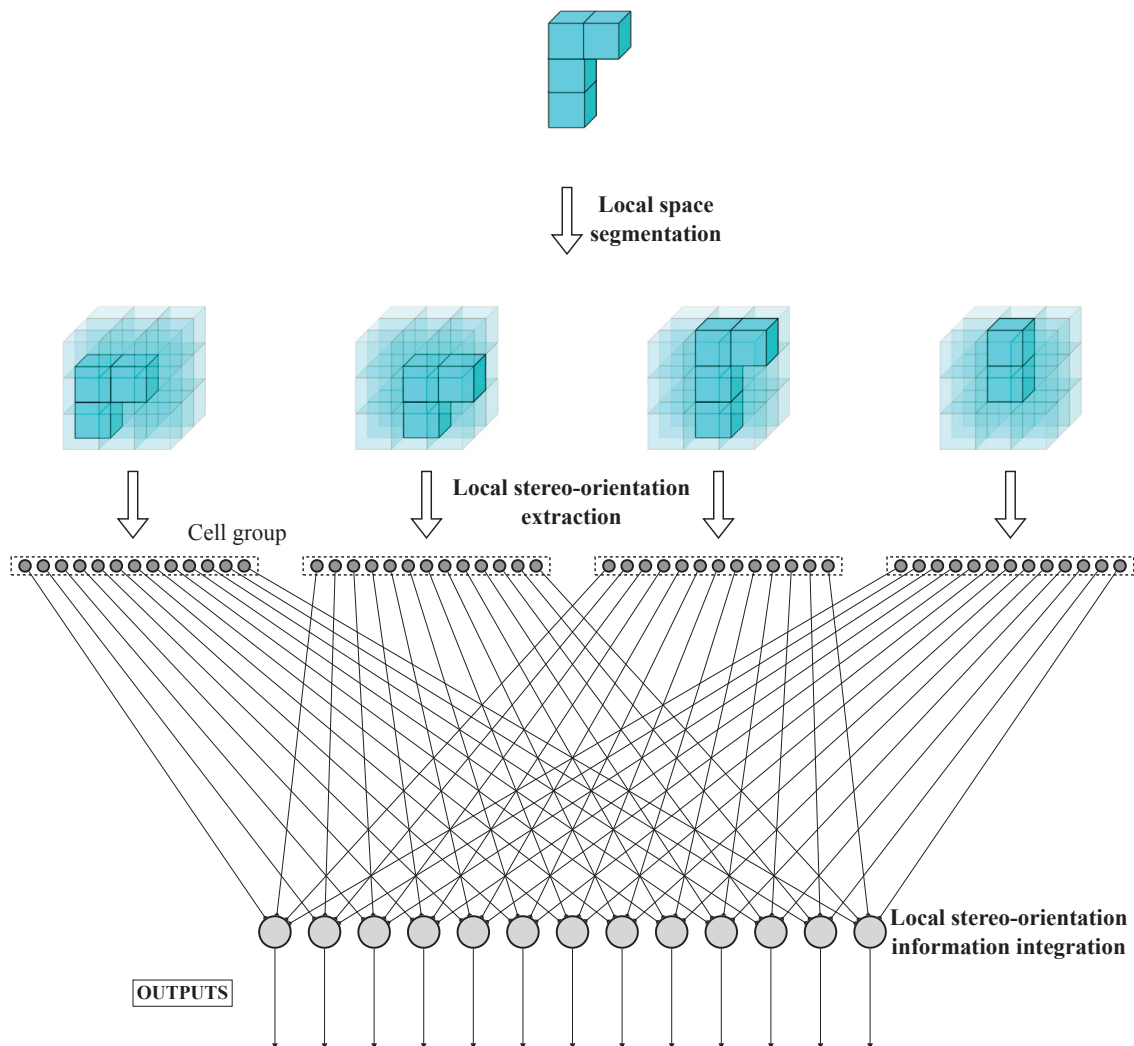 Local space
segmentation
Local stereo-orientation
extraction
Cell group
Local stereo-orientation
information integration
OUTPUTS